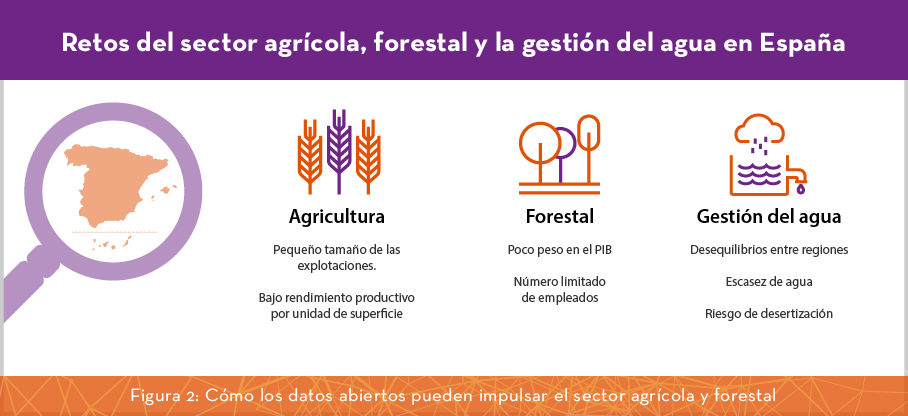 Retos del sector agrícola, forestal y la gestión del agua en España
Agricultura
Pequeño tamaño de las
explotaciones.
Bajo rendimiento productivo
por unidad de superficie
Forestal
Poco peso en el PIB
Número limitado
de empleados
Gestión del agua
Desequilibrios entre regiones
Escasez de agua
Riesgo de desertización
Figura 2: Cómo los datos abiertos pueden impulsar el sector agrícola y forestal